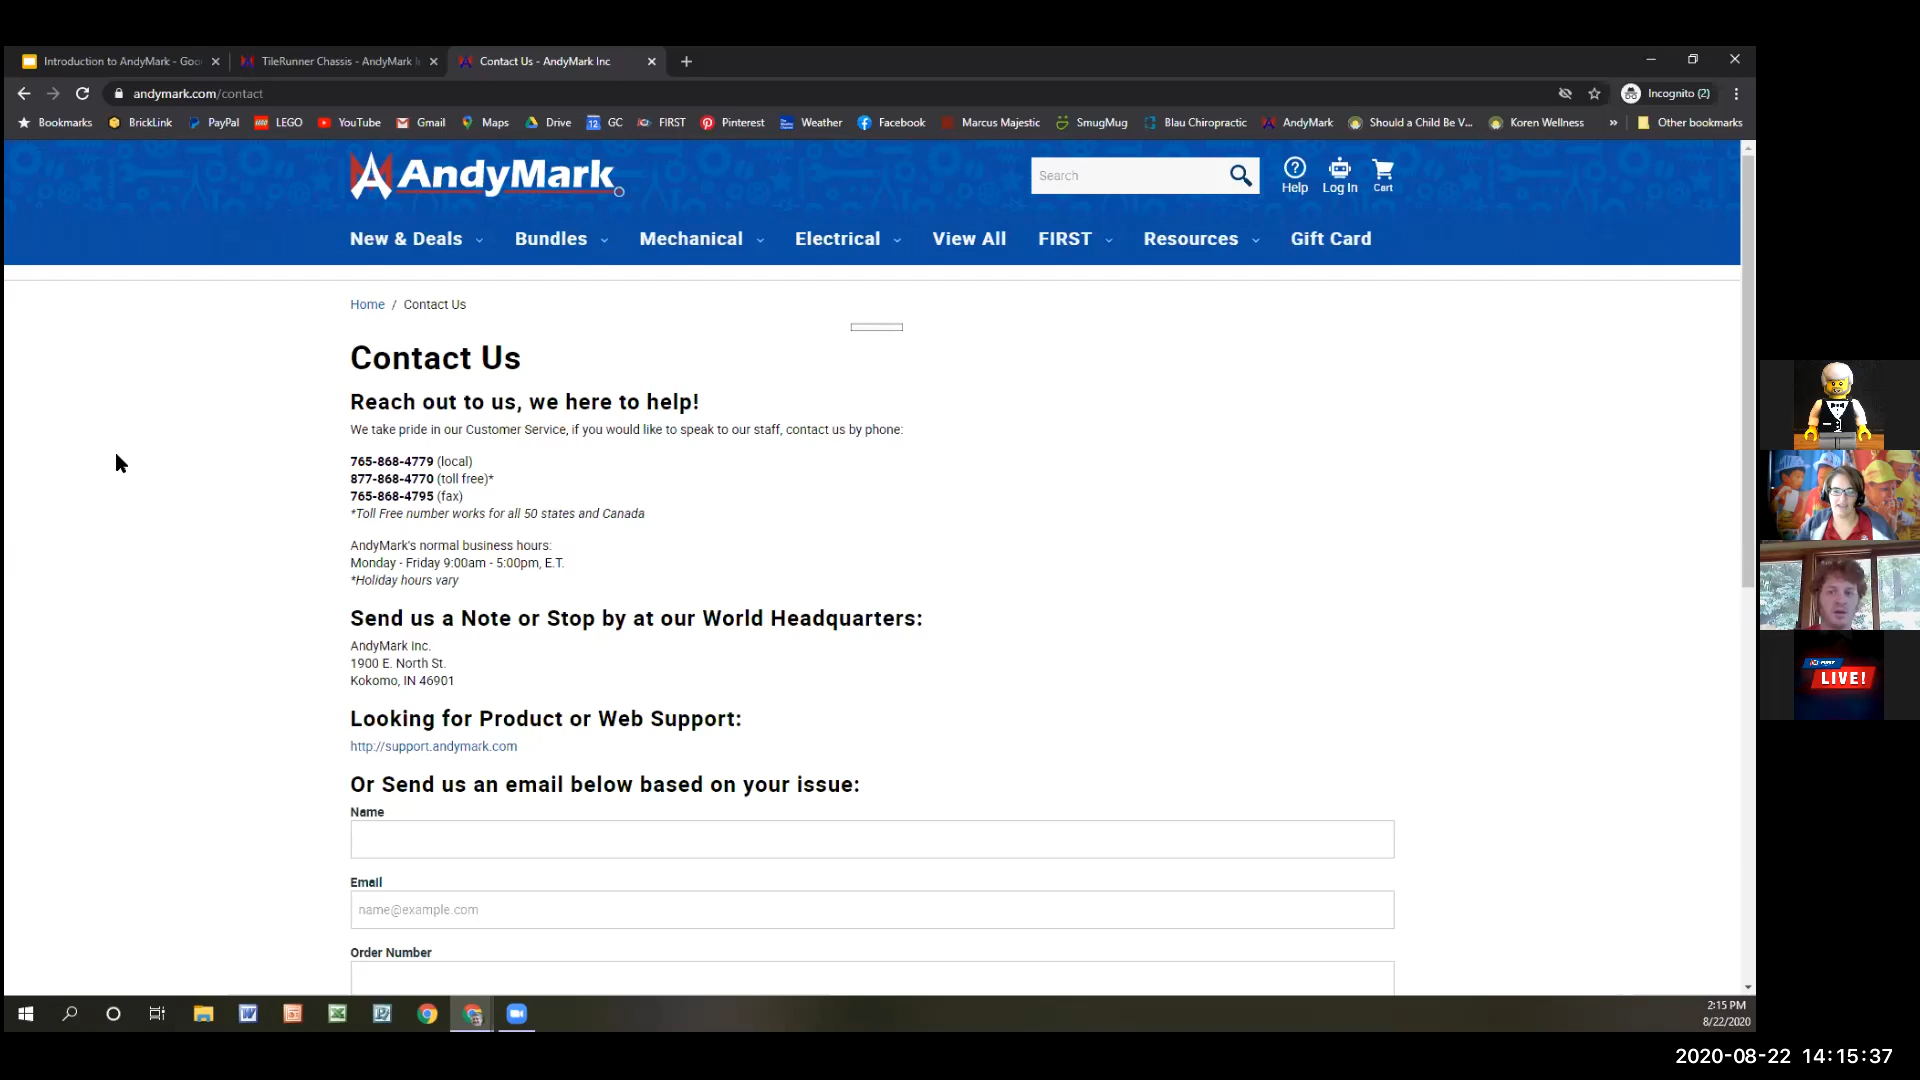 Introduction to AndyMark - Goo
TileRunner Chassis - AndyMark I
Contact Us - AndyMark Inc
andymark.com/contact
Incognito (2)
Bookmarks
BrickLink
PayPal
LEGO
YouTube
Gmail
Maps
Drive
12
GC
FIRST
Pinterest
Weather
Facebook
Marcus Majestic
SmugMug
Blau Chiropractic
AndyMark
Should a Child Be V...
Koren Wellness
»
Other bookmarks
AndyMark
Search
Help
Log In
Cart
New & Deals
Bundles
Mechanical
Electrical
View All
FIRST
Resources
Gift Card
Home / Contact Us
Contact Us
Reach out to us, we here to help!
We take pride in our Customer Service, if you would like to speak to our staff, contact us by phone:
765-868-4779 (local)
877-868-4770 (toll free)*
765-868-4795 (fax)
*Toll Free number works for all 50 states and Canada
AndyMark's normal business hours:
Monday - Friday 9:00am - 5:00pm, E.T.
*Holiday hours vary
Send us a Note or Stop by at our World Headquarters:
AndyMark Inc.
1900 E. North St.
Kokomo, IN 46901
Looking for Product or Web Support:
http://support.andymark.com
Or Send us an email below based on your issue:
Name
Email
name@example.com
Order Number
LIVE!
2:15 PM
8/22/2020
2020-08-22 14:15:37